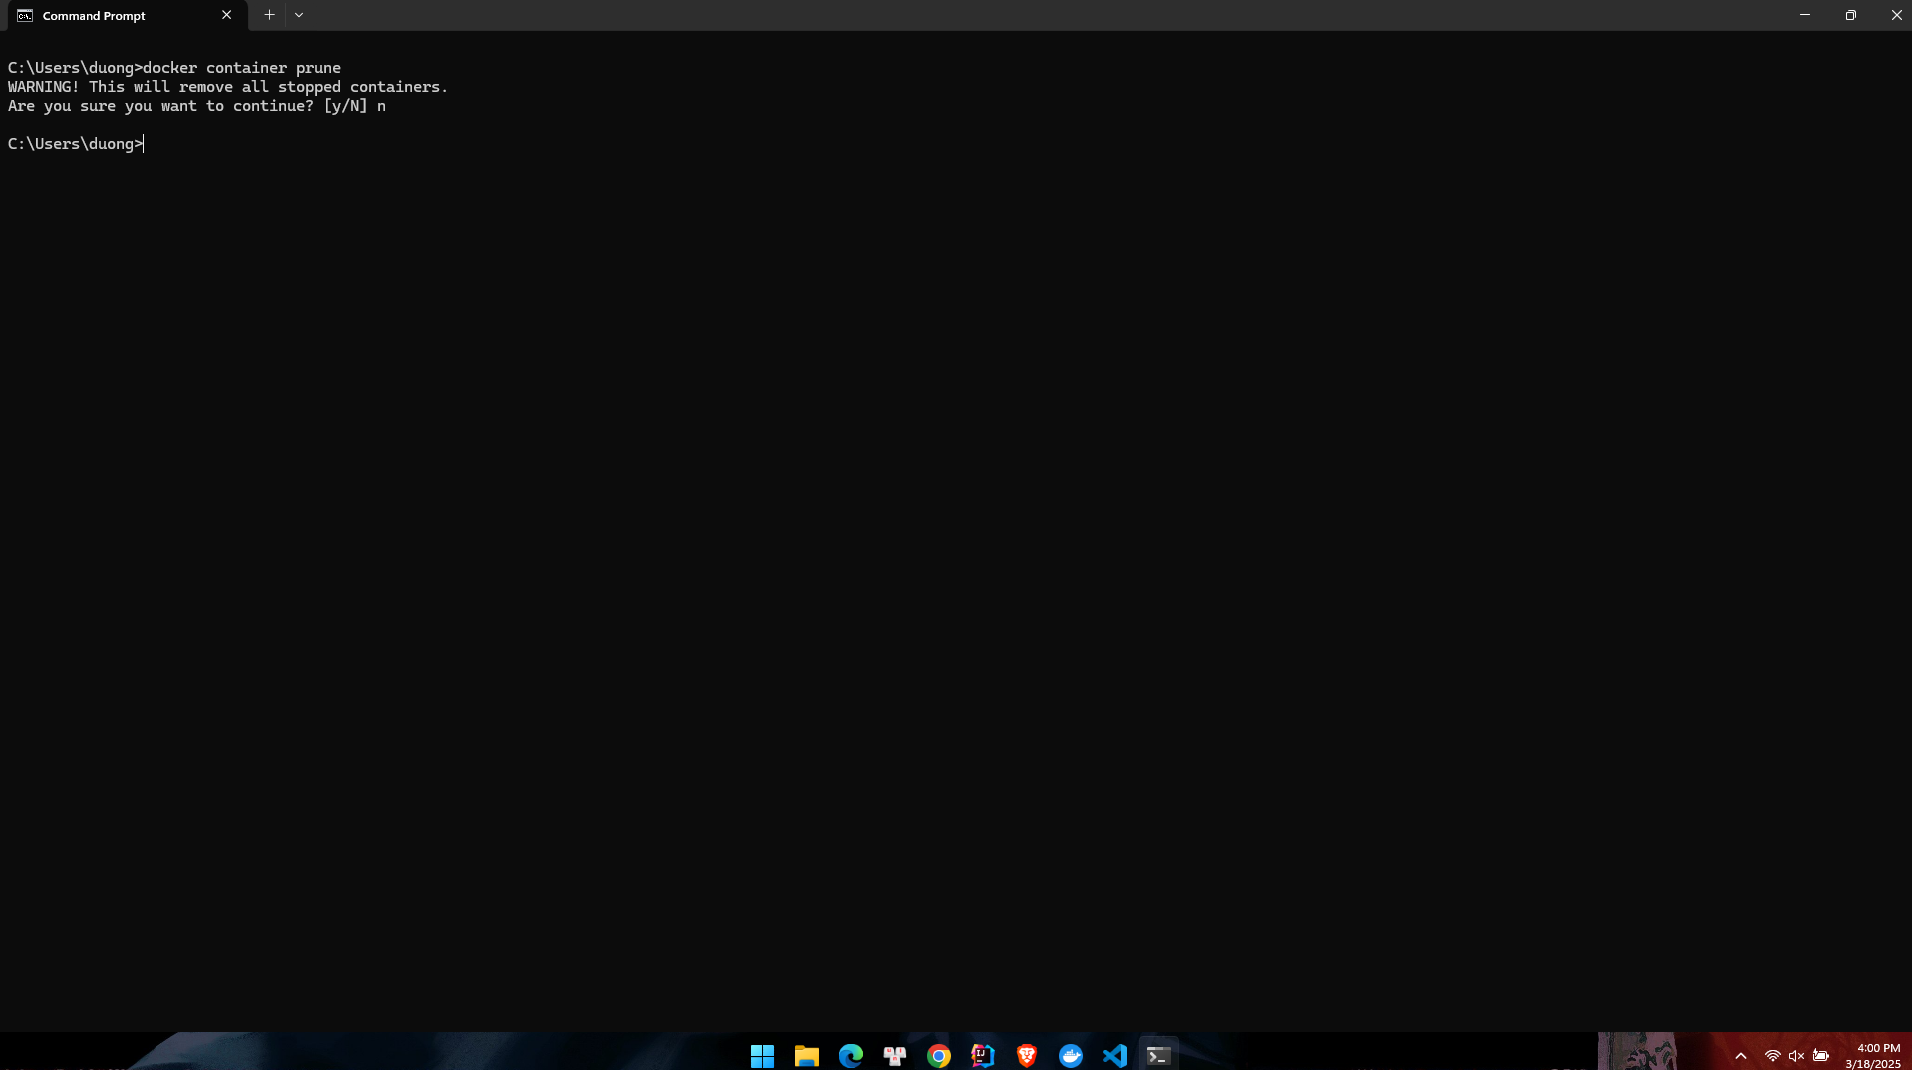 Command Prompt
C:\Users\duong>docker container prune
WARNING! This will remove all stopped containers.
Are you sure you want to continue? [y/N] n
C:\Users\duong>
4:00 PM
3/18/2025